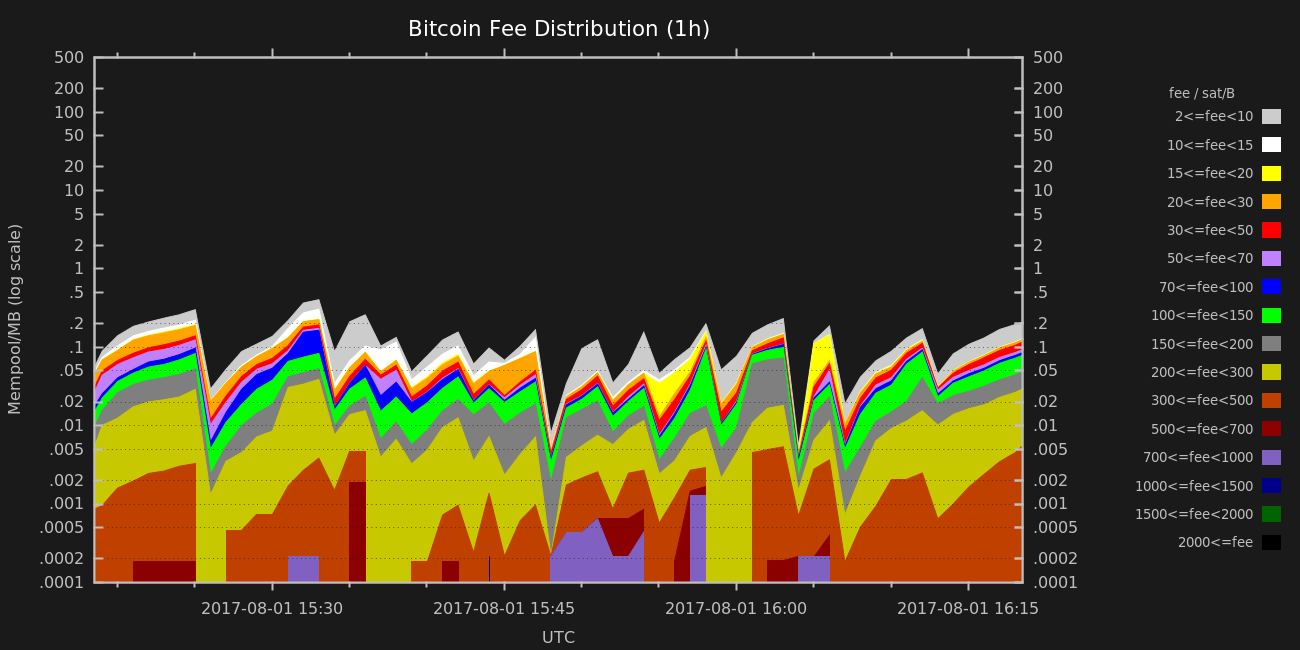 Bitcoin Fee Distribution (1h)
500 500
200 200
100 100
50 50
20 20
10 10
5 5
2 2
1 1
.5 .5
.2 .2
.1 .1
.05 .05
.02 .02
.01 .01
.005 .005
.002 .002
.001 .001
.0005 .0005
.0002 .0002
.0001 .0001
Mempool/MB (log scale)
2017-08-01 15:30 2017-08-01 15:45 2017-08-01 16:00 2017-08-01 16:15
UTC
fee / sat/B
2<=fee<10
10<=fee<15
15<=fee<20
20<=fee<30
30<=fee<50
50<=fee<70
70<=fee<100
100<=fee<150
150<=fee<200
200<=fee<300
300<=fee<500
500<=fee<700
700<=fee<1000
1000<=fee<1500
1500<=fee<2000
2000<=fee